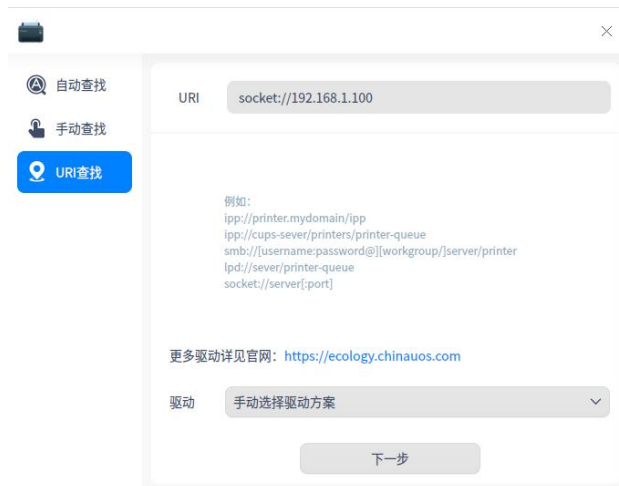 自动查找
手动查找
URI查找
URI socket://192.168.1.100
例如：
ipp://printer.mydomain/ipp
ipp://cups-sever/printers/printer-queue
smb://[username:password@][workgroup/]server/printer
lpd://sever/printer-queue
socket://server[:port]
更多驱动详见官网：https://ecology.chinauos.com
驱动 手动选择驱动方案
下一步